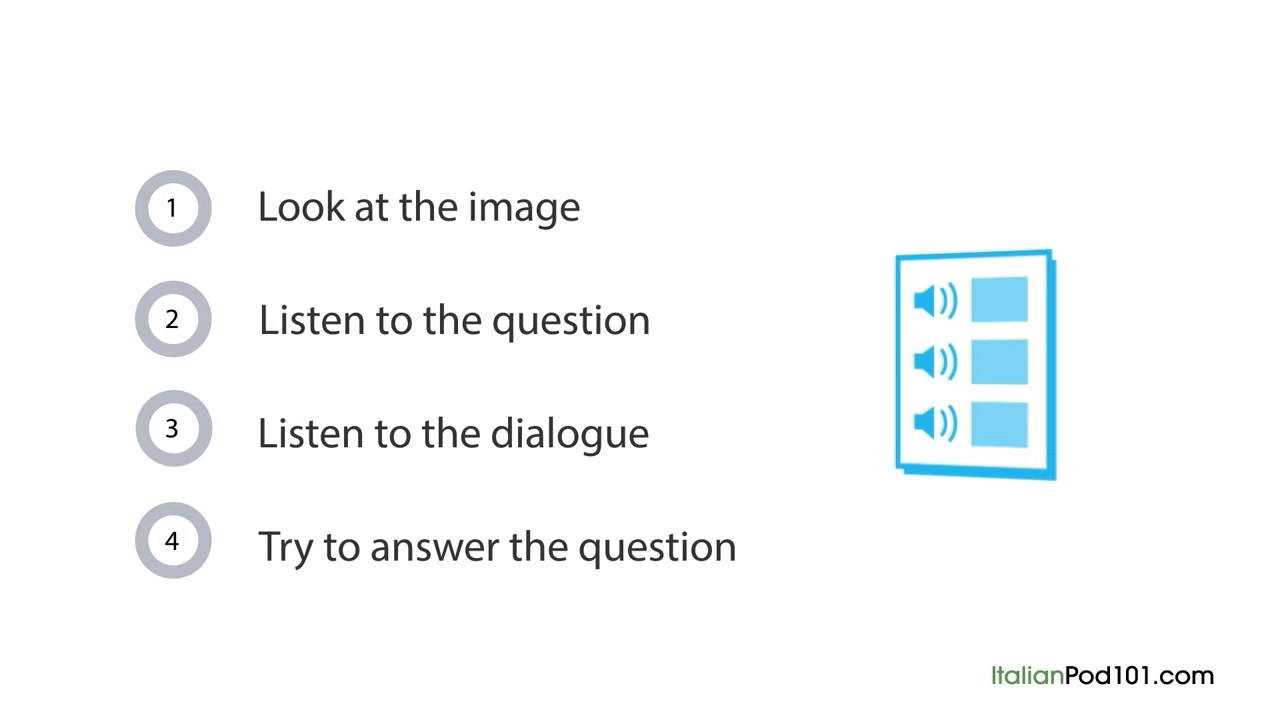 1 Look at the image
2 Listen to the question
3 Listen to the dialogue
4 Try to answer the question
ItalianPod101.com